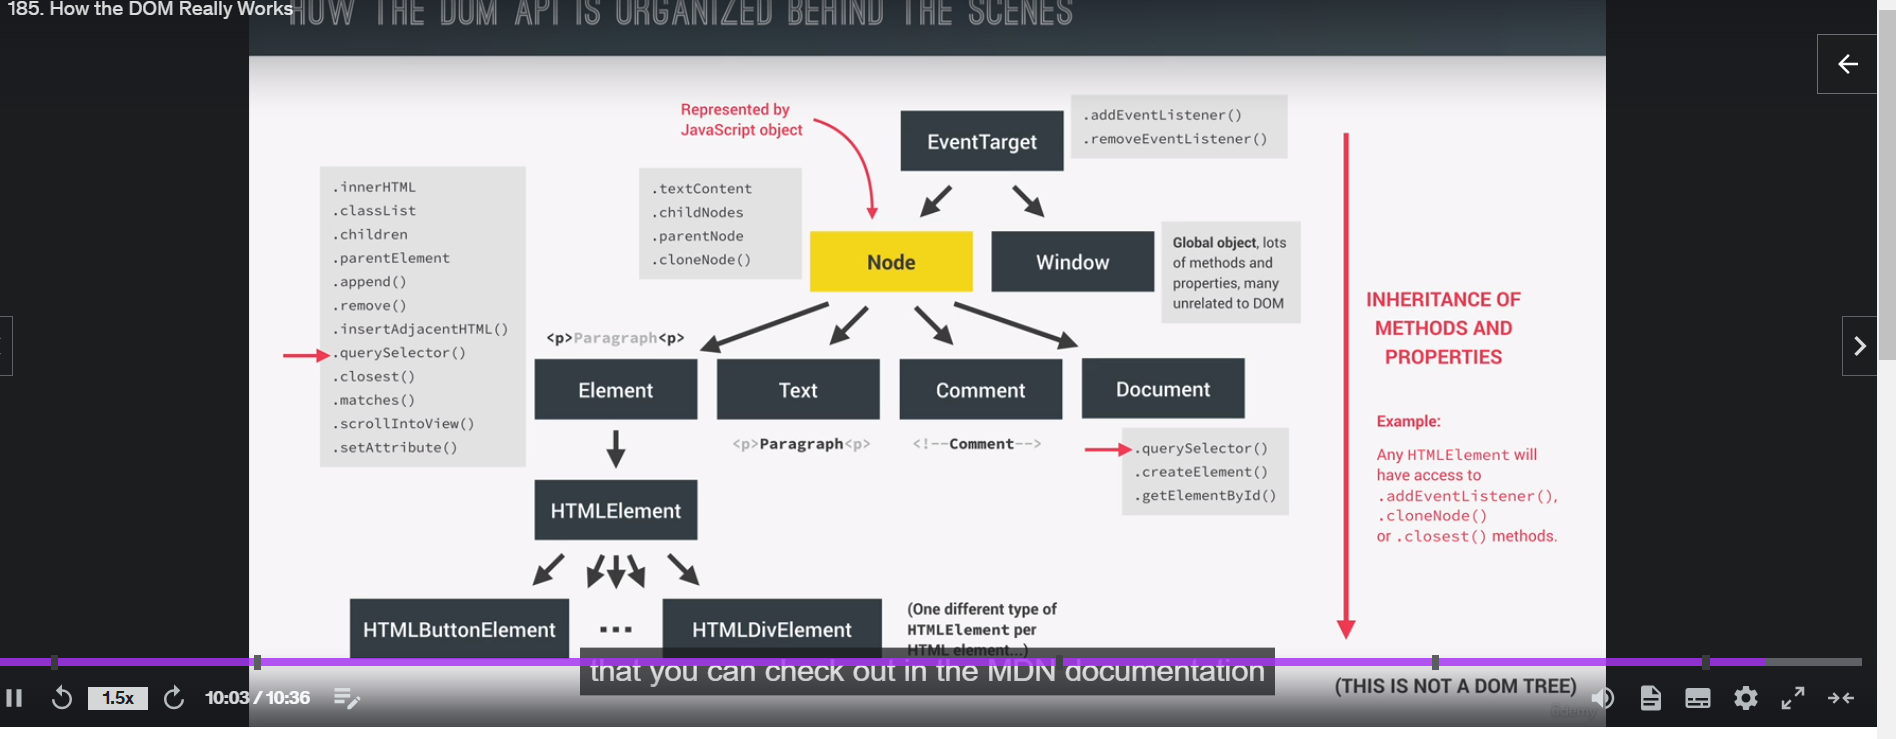 185. How the DOM Really Works
HOW THE DOM API IS ORGANIZED BEHIND THE SCENES
Represented by
JavaScript object
EventTarget
.addEventListener()
.removeEventListener()
.innerHTML
.classList
.children
.parentElement
.append()
.remove()
.insertAdjacentHTML()
.querySelector()
.closest()
.matches()
.scrollIntoView()
.setAttribute()
.textContent
.childNodes
.parentNode
.cloneNode()
Node
Window
Global object, lots
of methods and
properties, many
unrelated to DOM
INHERITANCE OF
METHODS AND
PROPERTIES
<p>Paragraph<p>
Element
Text
Comment
Document
<p>Paragraph<p>
<!--Comment-->
.querySelector()
.createElement()
.getElementById()
Example:
Any HTMLElement will
have access to
.addEventListener(),
.cloneNode()
or .closest() methods.
HTMLElement
HTMLButtonElement
...
HTMLDivElement
(One different type of
HTMLElement per
HTML element...)
that you can check out in the MDN documentation
(THIS IS NOT A DOM TREE)
1.5x
10:03 / 10:36
Udemy